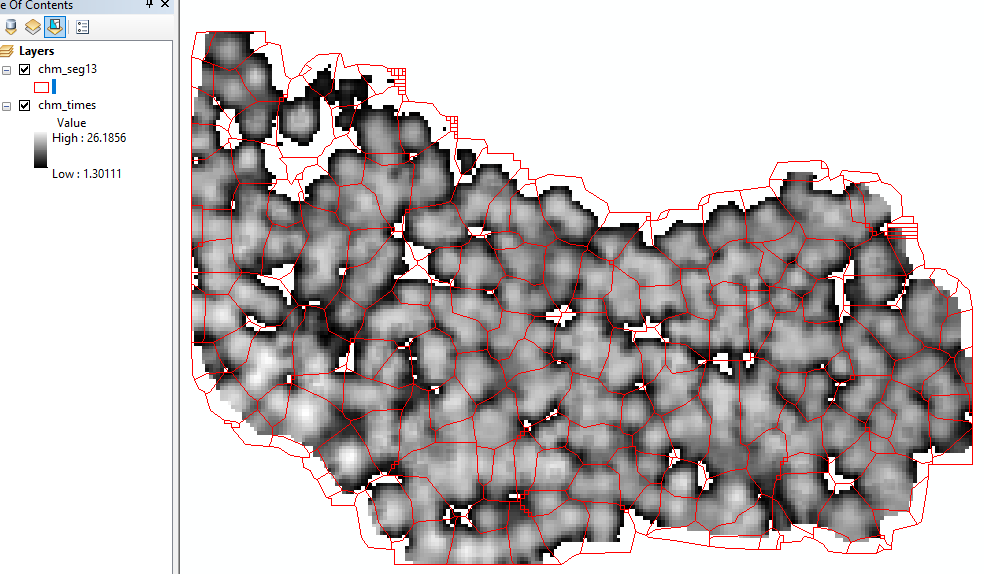 e Of Contents
Layers
chm_seg13
chm_times
Value
High : 26.1856
Low : 1.30111